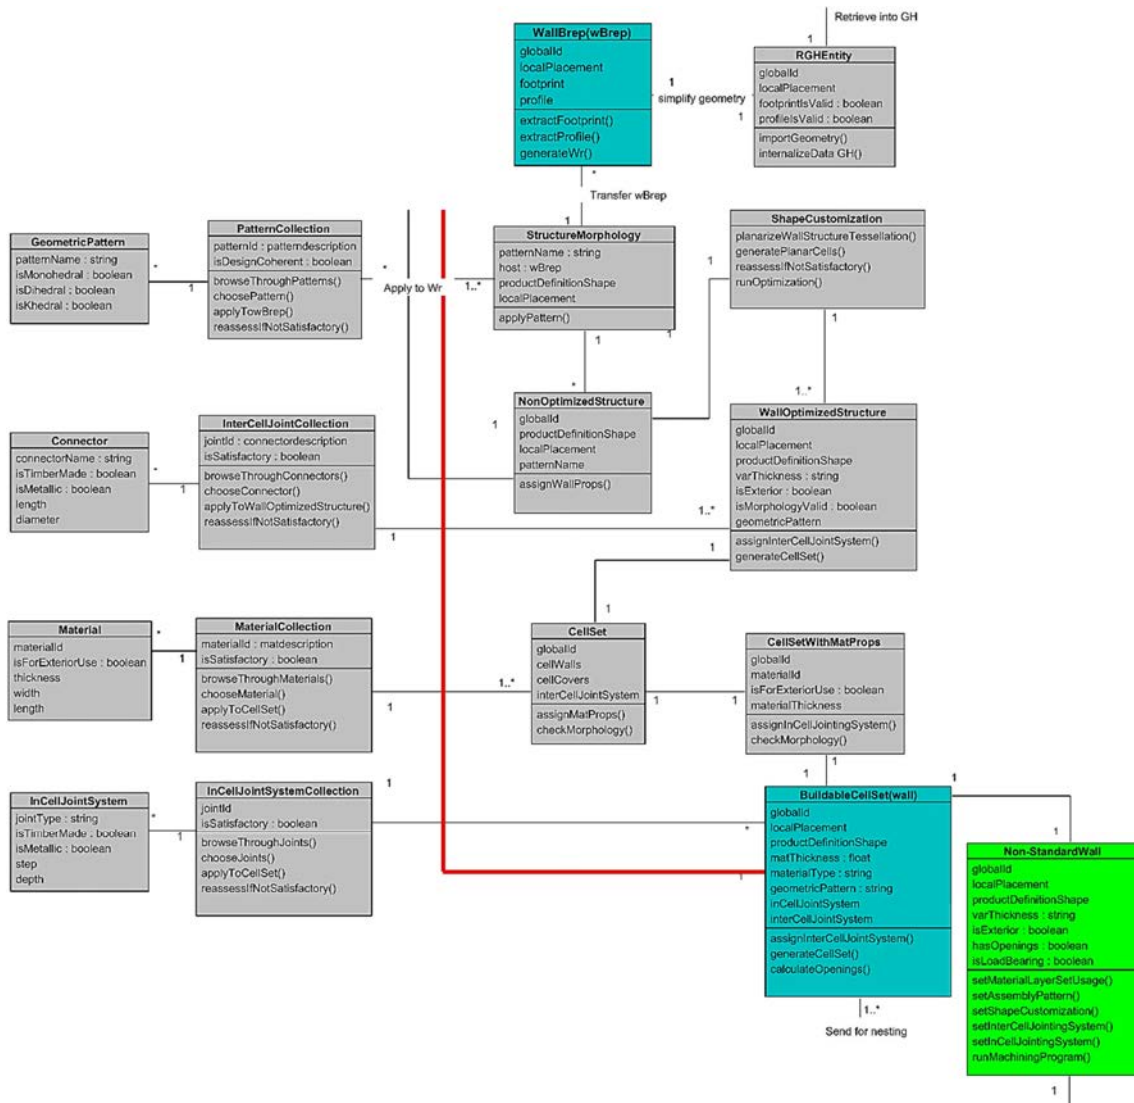 Retrieve into GH
1
WallBrep(wBrep)
globalId
localPlacement
footprint
profile
extractFootprint()
extractProfile()
generateWr()
1
simplify geometry
1
RGHEntity
globalId
localPlacement
footprintIsValid : boolean
profileIsValid : boolean
importGeometry()
internalizeData GH()
*
Transfer wBrep
1
GeometricPattern
patternName : string
isMonohedral : boolean
isDihedral : boolean
isKhedral : boolean
*
1
PatternCollection
patternId : patterndescription
isDesignCoherent : boolean
browseThroughPatterns()
choosePattern()
applyTowBrep()
reassessIfNotSatisfactory()
*
Apply to Wr
1..*
StructureMorphology
patternName : string
host : wBrep
productDefinitionShape
localPlacement
applyPattern()
1
1
*
1
ShapeCustomization
planarizeWallStructureTessellation()
generatePlanarCells()
reassessIfNotSatisfactory()
runOptimization()
1
1..*
1
NonOptimizedStructure
globalId
productDefinitionShape
localPlacement
patternName
assignWallProps()
WallOptimizedStructure
globalId
localPlacement
productDefinitionShape
varThickness : string
isExterior : boolean
isMorphologyValid : boolean
geometricPattern
assignInterCellJointSystem()
generateCellSet()
Connector
connectorName : string
isTimberMade : boolean
isMetallic : boolean
length
diameter
*
1
InterCellJointCollection
jointId : connectordescription
isSatisfactory : boolean
browseThroughConnectors()
chooseConnector()
applyToWallOptimizedStructure()
reassessIfNotSatisfactory()
1
1..*
1
1
Material
materialId
isForExteriorUse : boolean
thickness
width
length
*
1
MaterialCollection
materialId : matdescription
isSatisfactory : boolean
browseThroughMaterials()
chooseMaterial()
applyToCellSet()
reassessIfNotSatisfactory()
1
1..*
CellSet
globalId
cellWalls
cellCovers
interCellJointSystem
assignMatProps()
checkMorphology()
1
1
CellSetWithMatProps
globalId
materialId
isForExteriorUse : boolean
materialThickness
assignInCellJointingSystem()
checkMorphology()
1
1
InCellJointSystem
jointType : string
isTimberMade : boolean
isMetallic : boolean
step
depth
*
1
InCellJointSystemCollection
jointId
isSatisfactory : boolean
browseThroughJoints()
chooseJoints()
applyToCellSet()
reassessIfNotSatisfactory()
1
*
1
BuildableCellSet(wall)
globalId
localPlacement
productDefinitionShape
matThickness : float
materialType : string
geometricPattern : string
inCellJointSystem
interCellJointSystem
assignInterCellJointSystem()
generateCellSet()
calculateOpenings()
1..*
Send for nesting
1
1
Non-StandardWall
globalId
localPlacement
productDefinitionShape
varThickness : string
isExterior : boolean
hasOpenings : boolean
isLoadBearing : boolean
setMaterialLayerSetUsage()
setAssemblyPattern()
setShapeCustomization()
setInterCellJointingSystem()
setInCellJointingSystem()
runMachiningProgram()
1